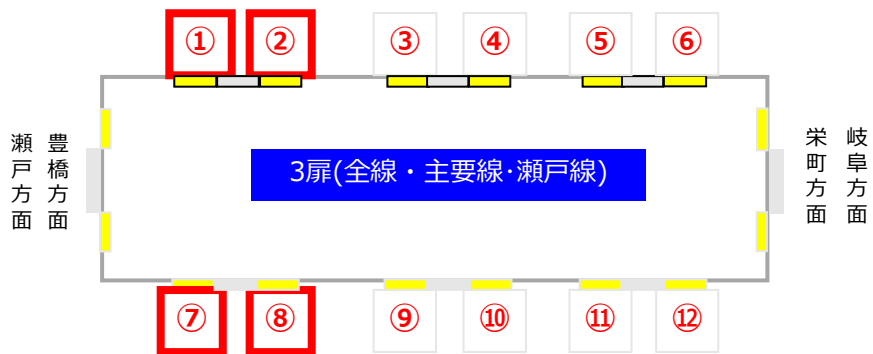 ① ② ③ ④ ⑤ ⑥
瀬戸方面
豊橋方面
3扉(全線・主要線･瀬戸線)
栄町方面
岐阜方面
⑦ ⑧ ⑨ ⑩ ⑪ ⑫